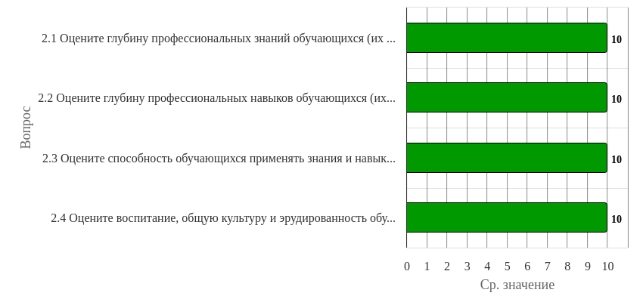 2.1 Оцените глубину профессиональных знаний обучающихся (их ...
10
2.2 Оцените глубину профессиональных навыков обучающихся (их...
10
Вопрос
2.3 Оцените способность обучающихся применять знания и навык...
10
2.4 Оцените воспитание, общую культуру и эрудированность обу...
10
0 1 2 3 4 5 6 7 8 9 10
Ср. значение